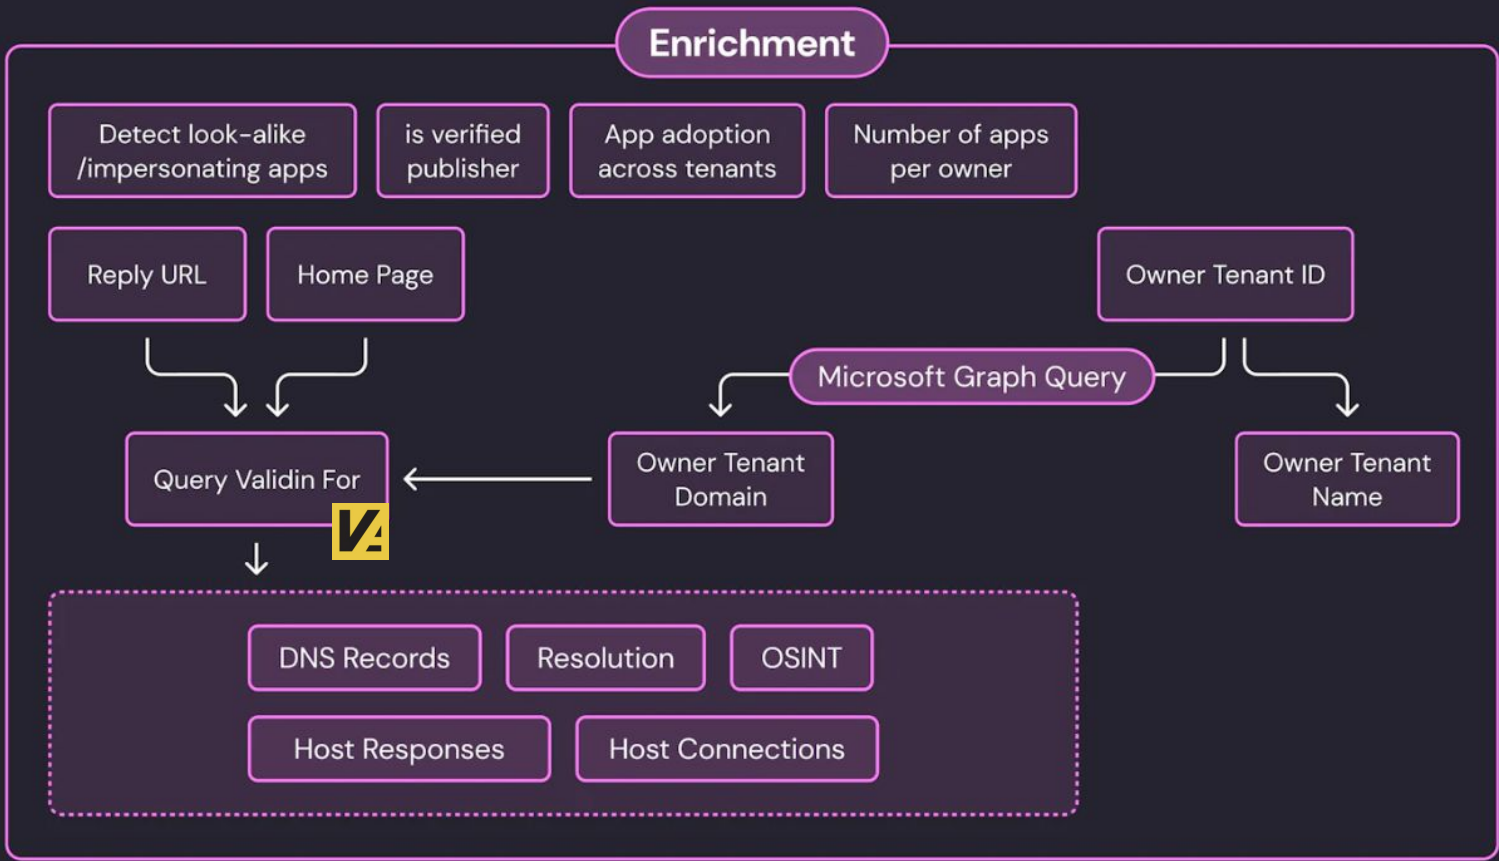 Enrichment
Detect look-alike
/impersonating apps
is verified
publisher
App adoption
across tenants
Number of apps
per owner
Reply URL
Home Page
Owner Tenant ID
Microsoft Graph Query
Query Validin For
Owner Tenant
Domain
Owner Tenant
Name
DNS Records
Resolution
OSINT
Host Responses
Host Connections